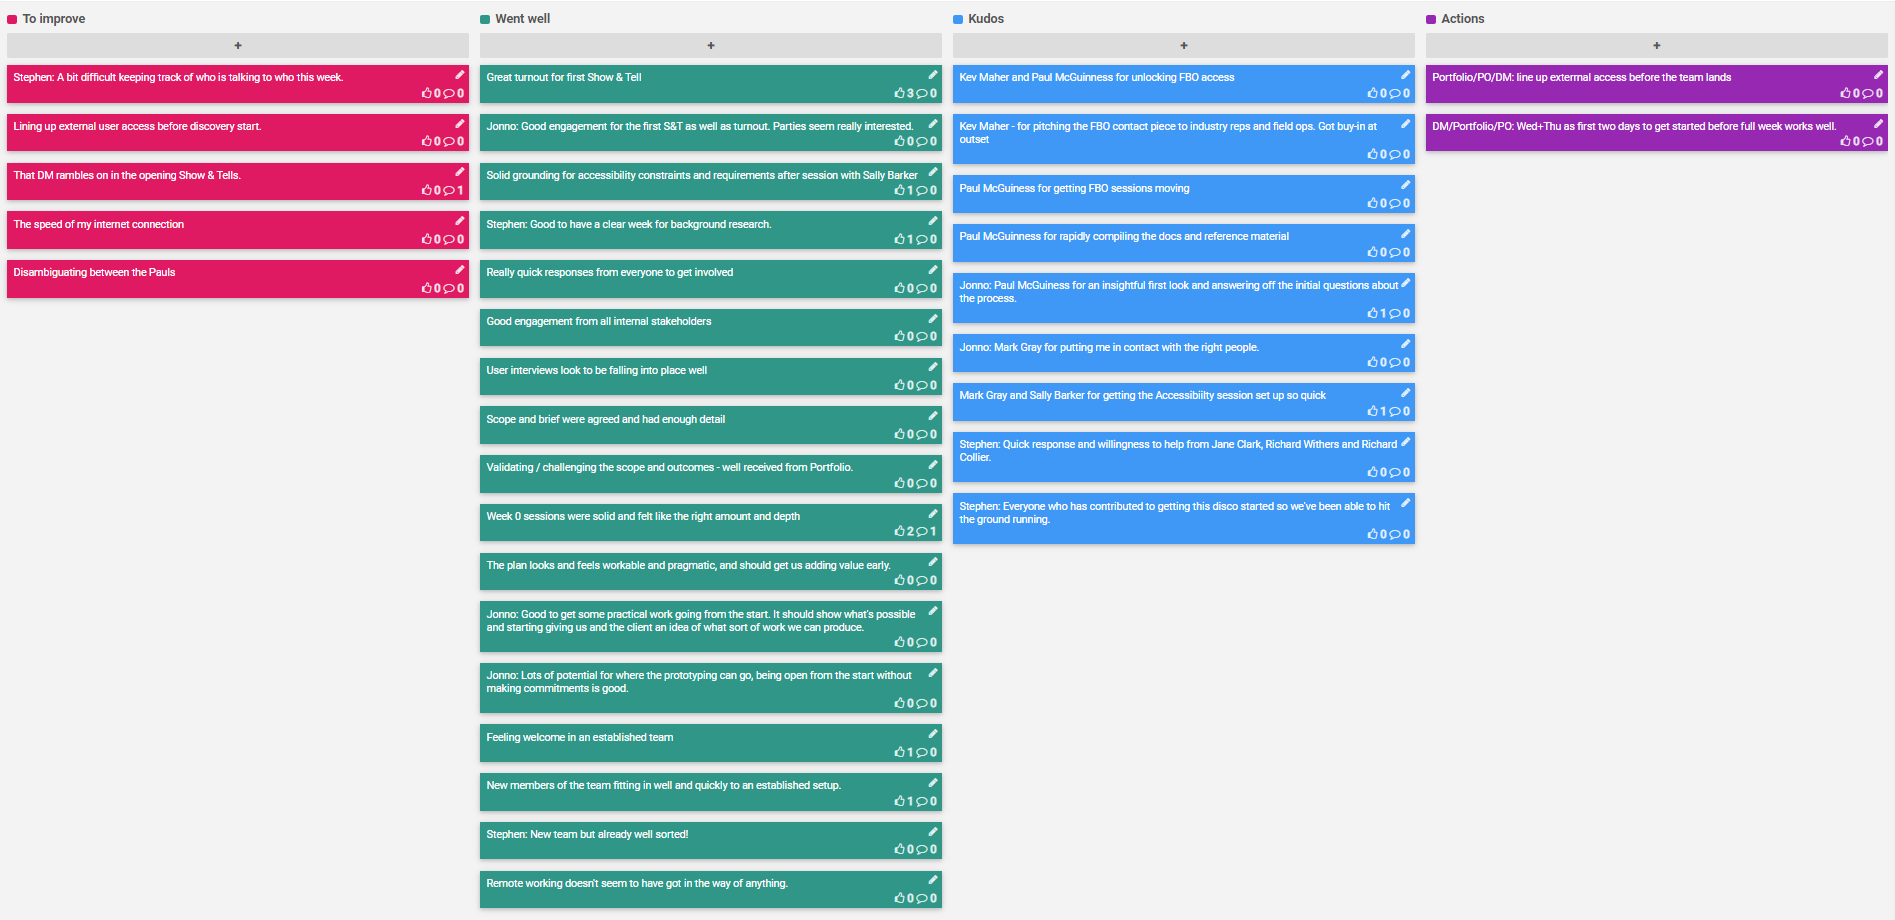 To improve
+
Stephen: A bit difficult keeping track of who is talking to who this week.
0 0
Lining up external user access before discovery start.
0 0
That DM rambles on in the opening Show & Tells.
0 1
The speed of my internet connection
0 0
Disambiguating between the Pauls
0 0
Went well
+
Great turnout for first Show & Tell
3 0
Jonno: Good engagement for the first S&T as well as turnout. Parties seem really interested.
0 0
Solid grounding for accessibility constraints and requirements after session with Sally Barker
1 0
Stephen: Good to have a clear week for background research.
1 0
Really quick responses from everyone to get involved
0 0
Good engagement from all internal stakeholders
0 0
User interviews look to be falling into place well
0 0
Scope and brief were agreed and had enough detail
0 0
Validating / challenging the scope and outcomes - well received from Portfolio.
0 0
Week 0 sessions were solid and felt like the right amount and depth
2 1
The plan looks and feels workable and pragmatic, and should get us adding value early.
0 0
Jonno: Good to get some practical work going from the start. It should show what's possible
and starting giving us and the client an idea of what sort of work we can produce.
0 0
Jonno: Lots of potential for where the prototyping can go, being open from the start without
making commitments is good.
0 0
Feeling welcome in an established team
1 0
New members of the team fitting in well and quickly to an established setup.
1 0
Stephen: New team but already well sorted!
0 0
Remote working doesn't seem to have got in the way of anything.
0 0
Kudos
+
Kev Maher and Paul McGuinness for unlocking FBO access
0 0
Kev Maher - for pitching the FBO contact piece to industry reps and field ops. Got buy-in at
outset
0 0
Paul McGuiness for getting FBO sessions moving
0 0
Paul McGuinness for rapidly compiling the docs and reference material
0 0
Jonno: Paul McGuiness for an insightful first look and answering off the initial questions about
the process.
1 0
Jonno: Mark Gray for putting me in contact with the right people.
0 0
Mark Gray and Sally Barker for getting the Accessibiilty session set up so quick
1 0
Stephen: Quick response and willingness to help from Jane Clark, Richard Withers and Richard
Collier.
0 0
Stephen: Everyone who has contributed to getting this disco started so we've been able to hit
the ground running.
0 0
Actions
+
Portfolio/PO/DM: line up extermal access before the team lands
0 0
DM/Portfolio/PO: Wed+Thu as first two days to get started before full week works well.
0 0